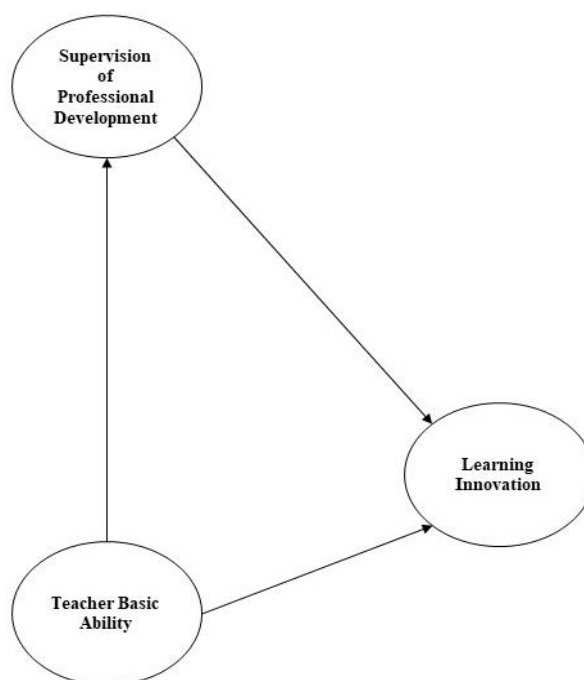 Supervision
of
Professional
Development
Learning
Innovation
Teacher Basic
Ability